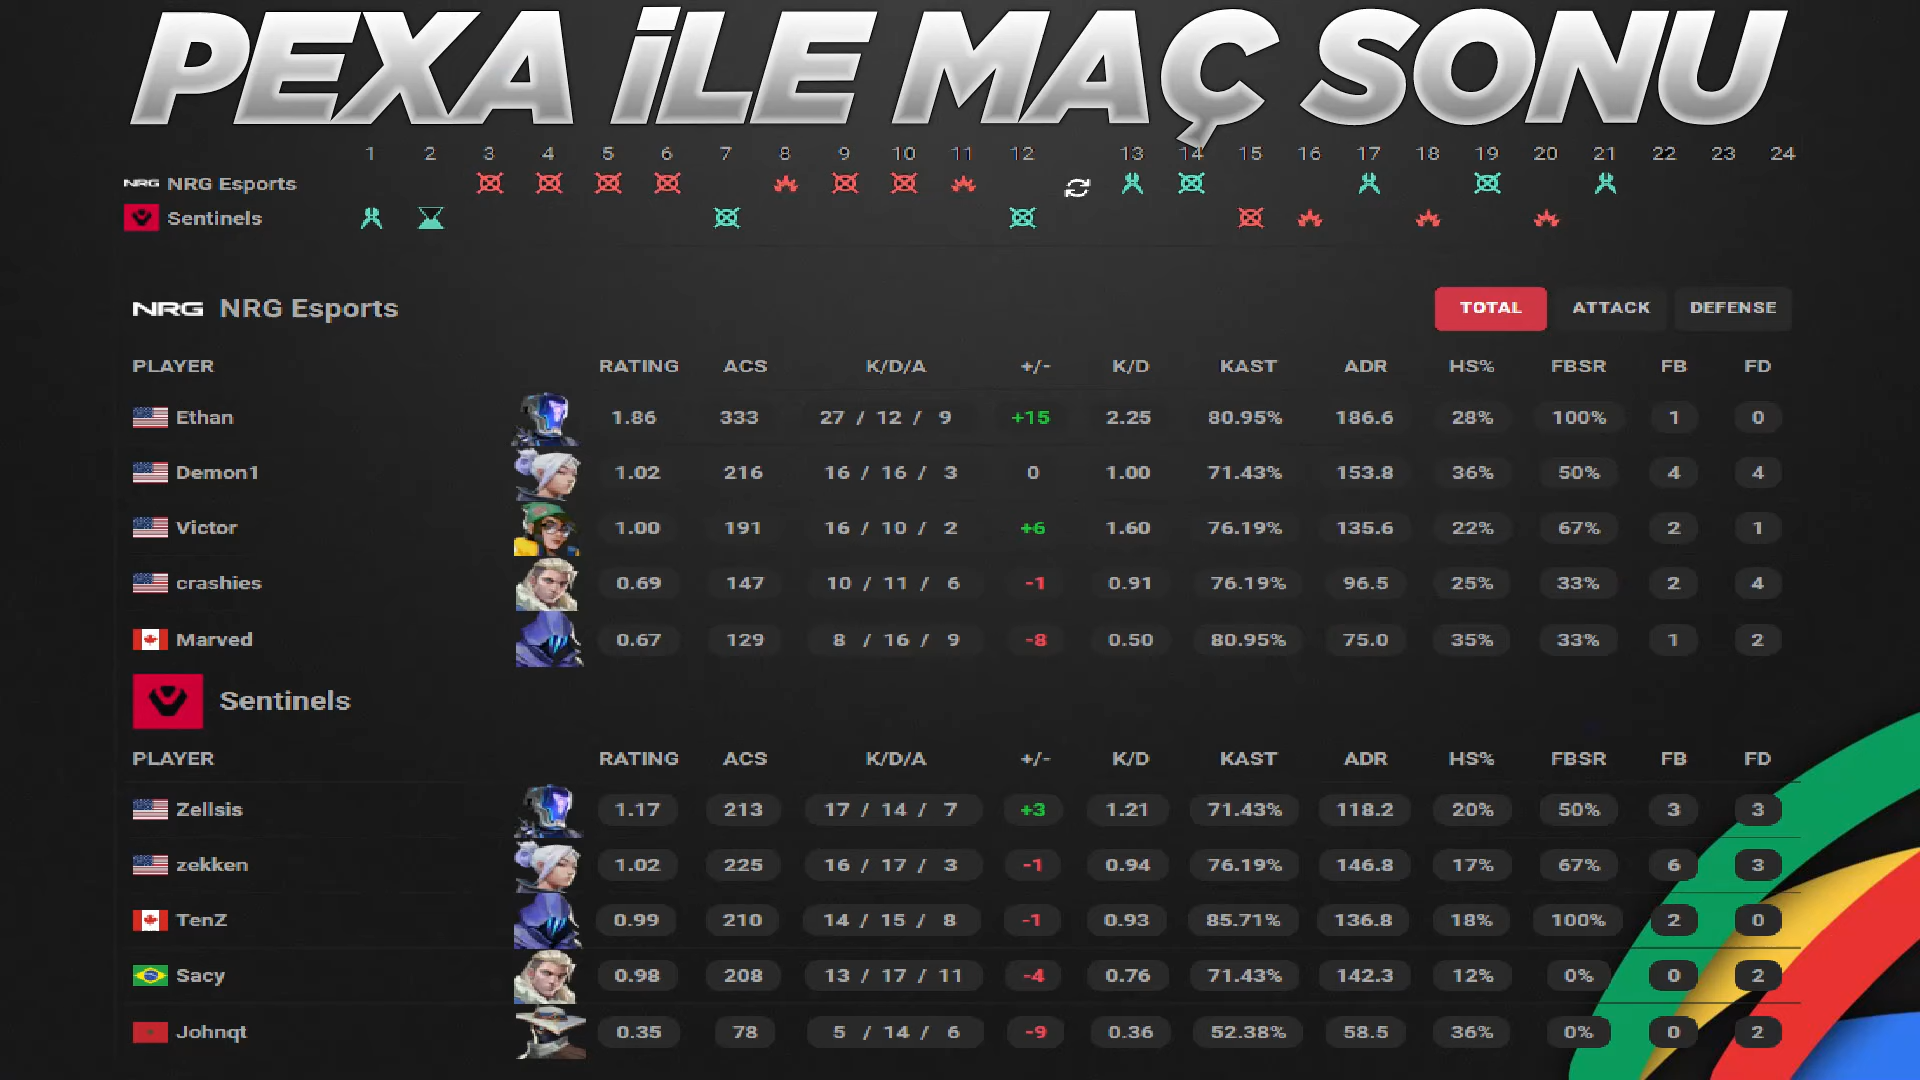 PEXA iLE MAÇ SONU
1 2 3 4 5 6 7 8 9 10 11 12 13 14 15 16 17 18 19 20 21 22 23 24
NRG NRG Esports
Sentinels
NRG NRG Esports TOTAL ATTACK DEFENSE
PLAYER RATING ACS K/D/A +/- K/D KAST ADR HS% FBSR FB FD
Ethan 1.86 333 27 / 12 / 9 +15 2.25 80.95% 186.6 28% 100% 1 0
Demon1 1.02 216 16 / 16 / 3 0 1.00 71.43% 153.8 36% 50% 4 4
Victor 1.00 191 16 / 10 / 2 +6 1.60 76.19% 135.6 22% 67% 2 1
crashies 0.69 147 10 / 11 / 6 -1 0.91 76.19% 96.5 25% 33% 2 4
Marved 0.67 129 8 / 16 / 9 -8 0.50 80.95% 75.0 35% 33% 1 2
Sentinels
PLAYER RATING ACS K/D/A +/- K/D KAST ADR HS% FBSR FB FD
Zellsis 1.17 213 17 / 14 / 7 +3 1.21 71.43% 118.2 20% 50% 3 3
zekken 1.02 225 16 / 17 / 3 -1 0.94 76.19% 146.8 17% 67% 6 3
TenZ 0.99 210 14 / 15 / 8 -1 0.93 85.71% 136.8 18% 100% 2 0
Sacy 0.98 208 13 / 17 / 11 -4 0.76 71.43% 142.3 12% 0% 0 2
Johnqt 0.35 78 5 / 14 / 6 -9 0.36 52.38% 58.5 36% 0% 0 2